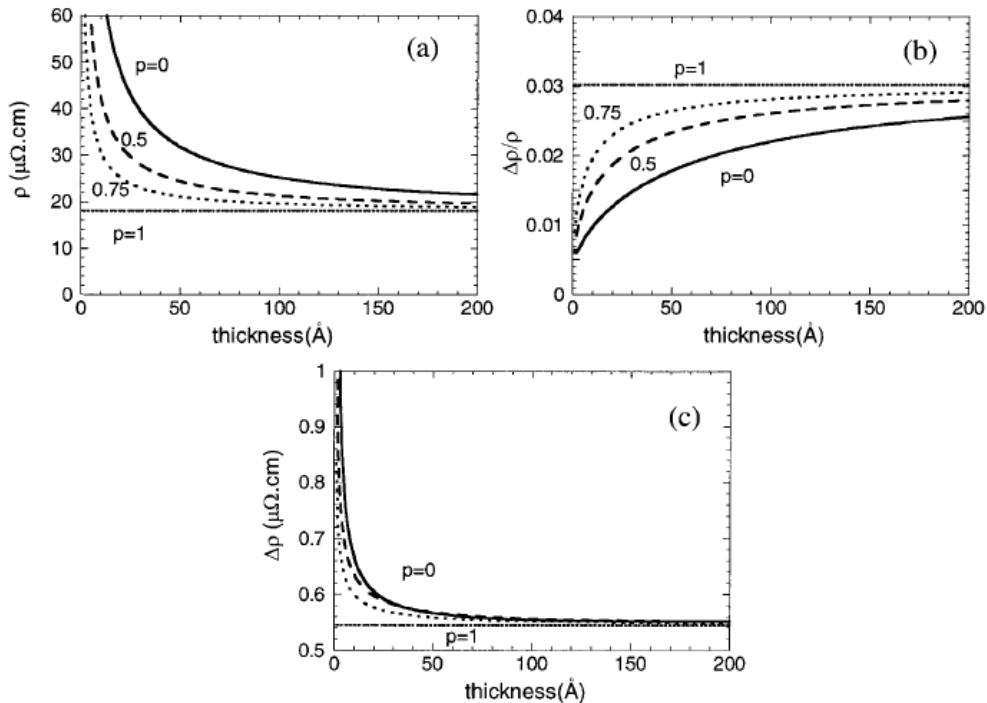 (a)
60
50
40
30
20
10
0
ρ (μΩ.cm)
p=0
0.5
0.75
p=1
0 50 100 150 200
thickness(Å)
(b)
0.04
0.03
0.02
0.01
0
Δρ/ρ
p=1
0.75
0.5
p=0
0 50 100 150 200
thickness(Å)
(c)
1
0.9
0.8
0.7
0.6
0.5
Δρ (μΩ.cm)
p=0
p=1
0 50 100 150 200
thickness(Å)